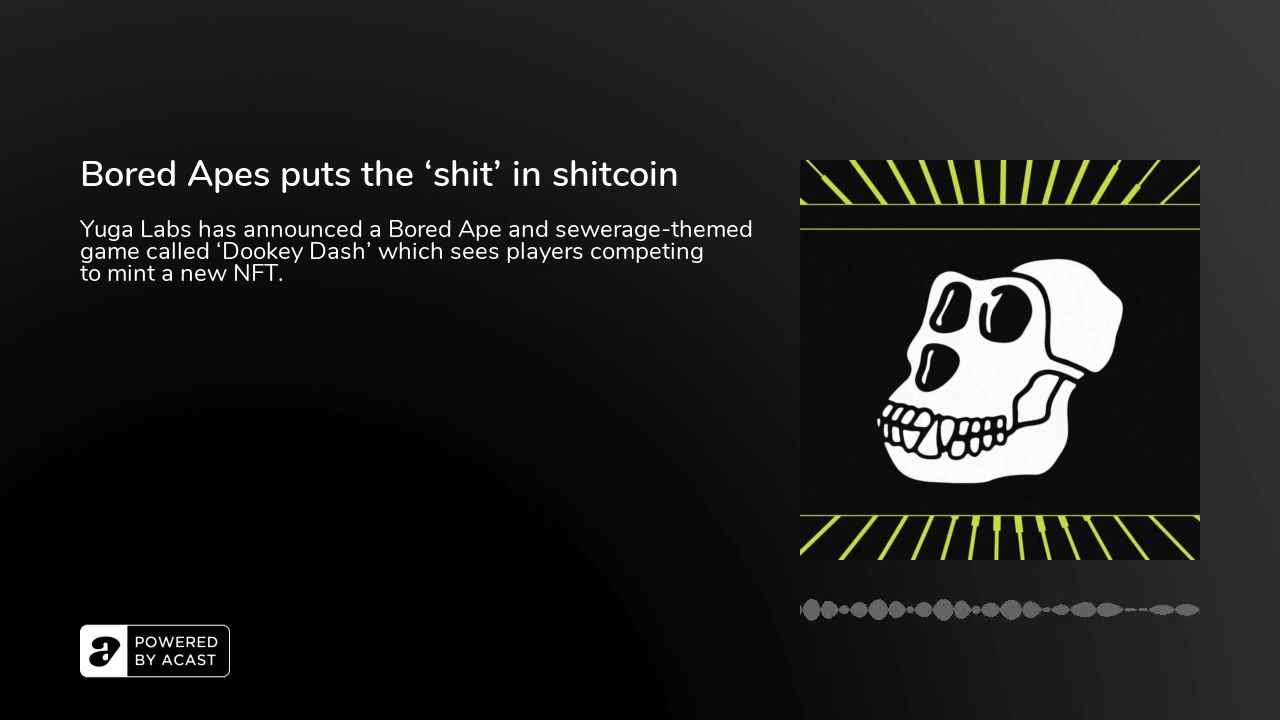 Bored Apes puts the ‘shit’ in shitcoin
Yuga Labs has announced a Bored Ape and sewerage-themed
game called ‘Dookey Dash’ which sees players competing
to mint a new NFT.
POWERED
BY ACAST